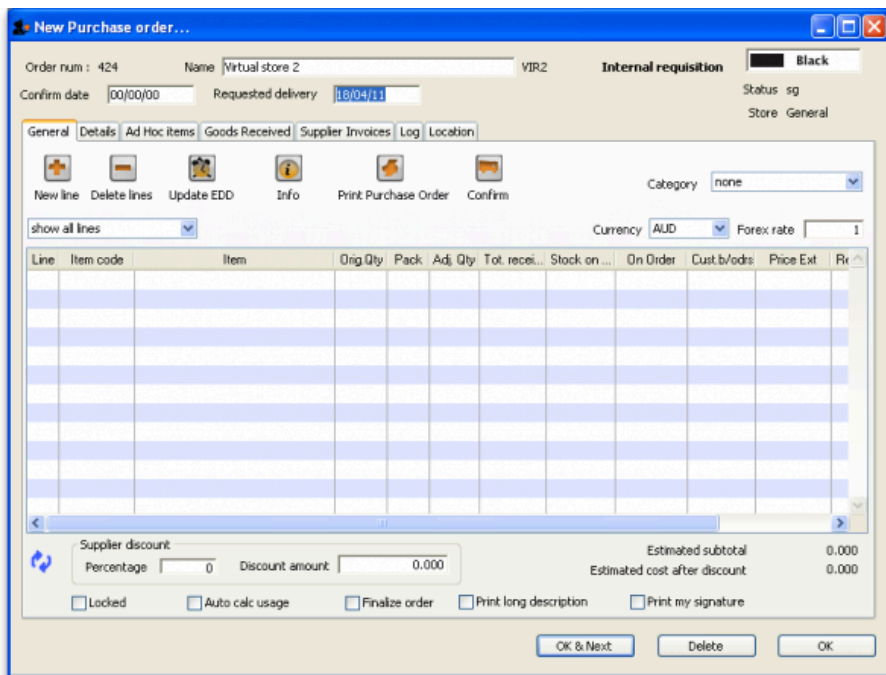 New Purchase order...
Order num : 424 Name Virtual store 2 VIR2 Internal requisition Black
Confirm date 00/00/00 Requested delivery 18/04/11 Status sg
Store General
General Details Ad Hoc items Goods Received Supplier Invoices Log Location
New line Delete lines Update EDD Info Print Purchase Order Confirm Category none
show all lines Currency AUD Forex rate 1
Line Item code Item Orig.Qty Pack Adj. Qty Tot. recei... Stock on ... On Order Cust.b/odrs Price Ext Re
Supplier discount Estimated subtotal 0.000
Percentage 0 Discount amount 0.000 Estimated cost after discount 0.000
Locked Auto calc usage Finalize order Print long description Print my signature
OK & Next Delete OK